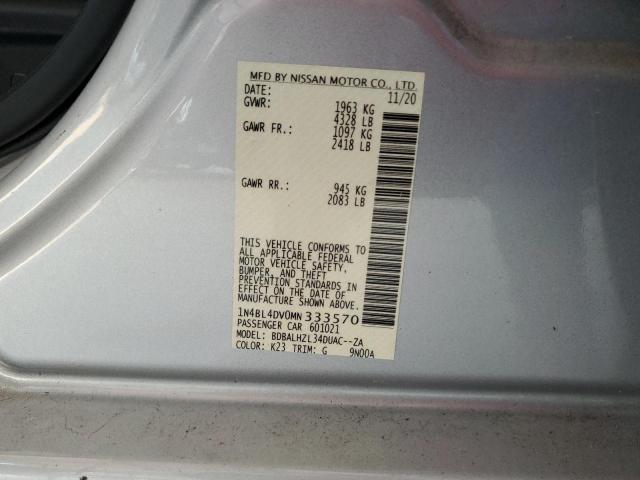 MFD BY NISSAN MOTOR CO., LTD.
DATE: 11/20
GVWR: 1963 KG
4328 LB
GAWR FR.: 1097 KG
2418 LB
GAWR RR.: 945 KG
2083 LB
THIS VEHICLE CONFORMS TO
ALL APPLICABLE FEDERAL
MOTOR VEHICLE SAFETY,
BUMPER, AND THEFT
PREVENTION STANDARDS IN
EFFECT ON THE DATE OF
MANUFACTURE SHOWN ABOVE.
1N4BL4DV0MN333570
PASSENGER CAR 601021
MODEL: BDBALHZL34DUAC--ZA
COLOR: K23 TRIM: G 9N00A